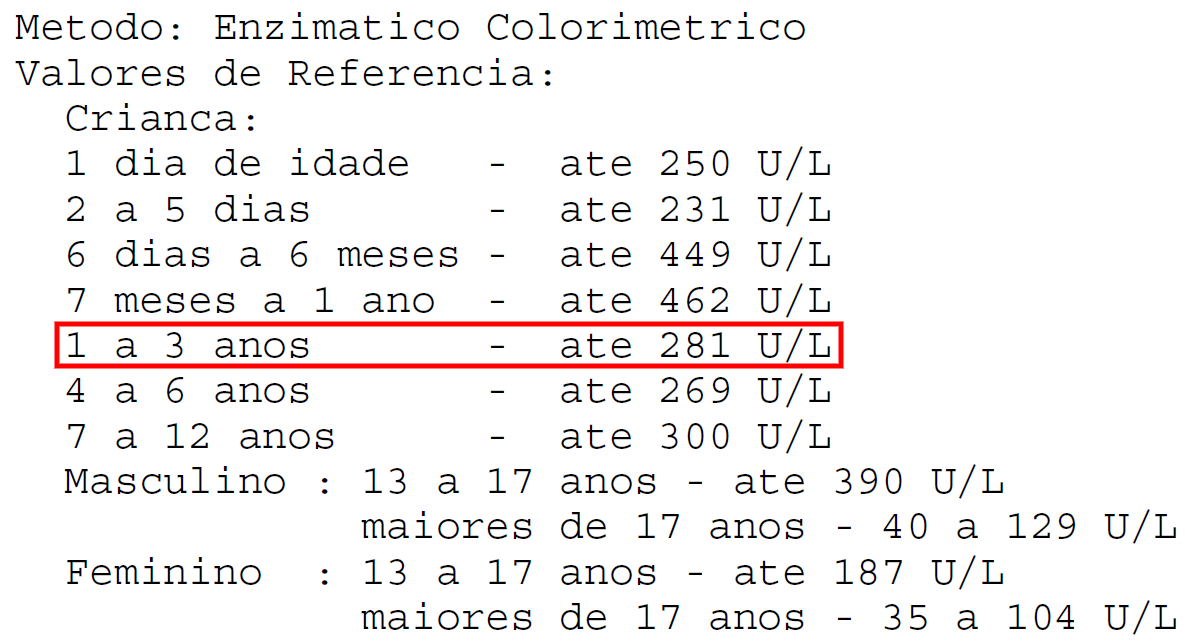 Metodo: Enzimatico Colorimetrico
Valores de Referencia:
Crianca:
1 dia de idade - ate 250 U/L
2 a 5 dias - ate 231 U/L
6 dias a 6 meses - ate 449 U/L
7 meses a 1 ano - ate 462 U/L
1 a 3 anos - ate 281 U/L
4 a 6 anos - ate 269 U/L
7 a 12 anos - ate 300 U/L
Masculino : 13 a 17 anos - ate 390 U/L
maiores de 17 anos - 40 a 129 U/L
Feminino : 13 a 17 anos - ate 187 U/L
maiores de 17 anos - 35 a 104 U/L